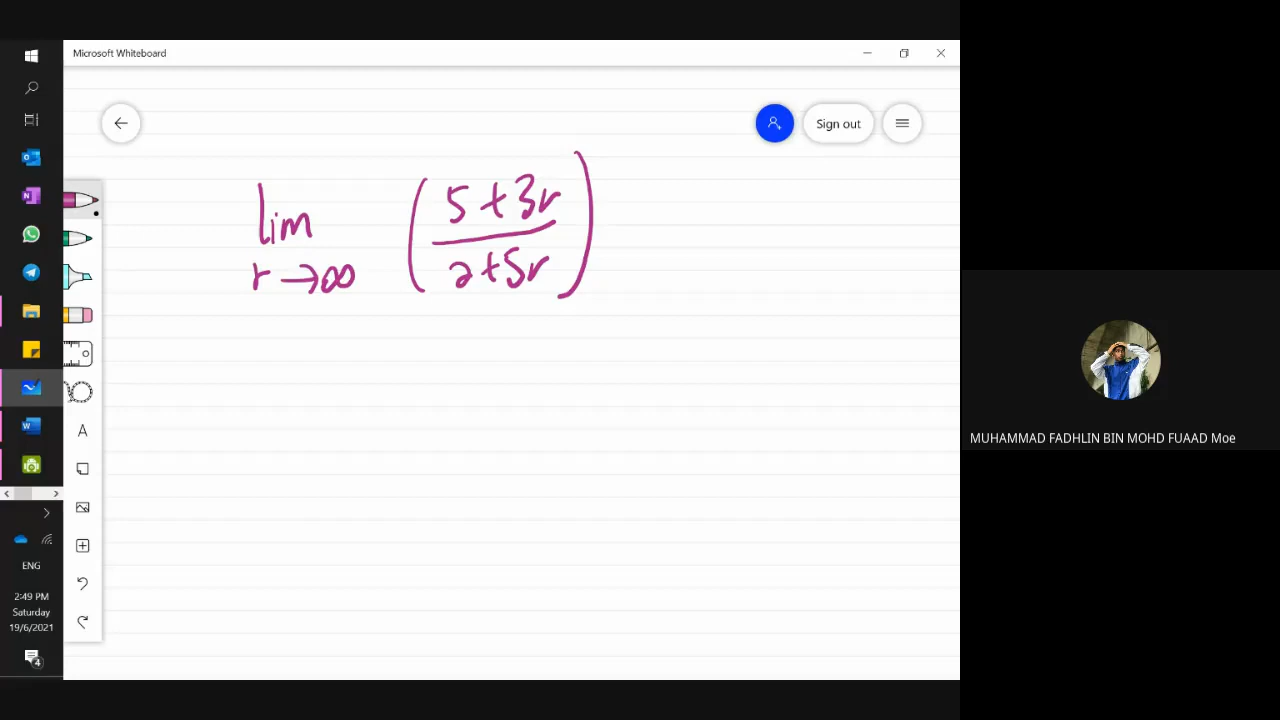 Microsoft Whiteboard
Sign out
lim
r→∞
(5+3r
2+5r)
A
ENG
2:49 PM
Saturday
19/6/2021
4
MUHAMMAD FADHLIN BIN MOHD FUAAD Moe